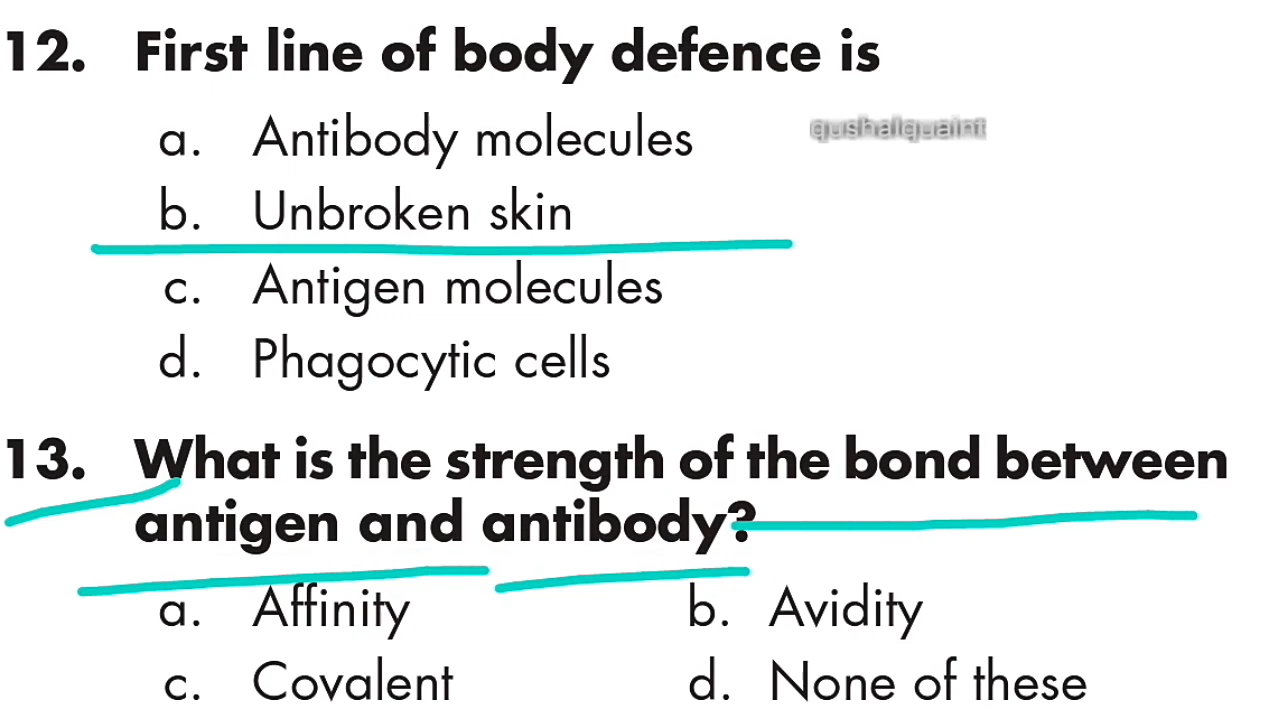 12. First line of body defence is
a. Antibody molecules
qushalquaint
b. Unbroken skin
c. Antigen molecules
d. Phagocytic cells
13. What is the strength of the bond between
antigen and antibody?
a. Affinity b. Avidity
c. Covalent d. None of these